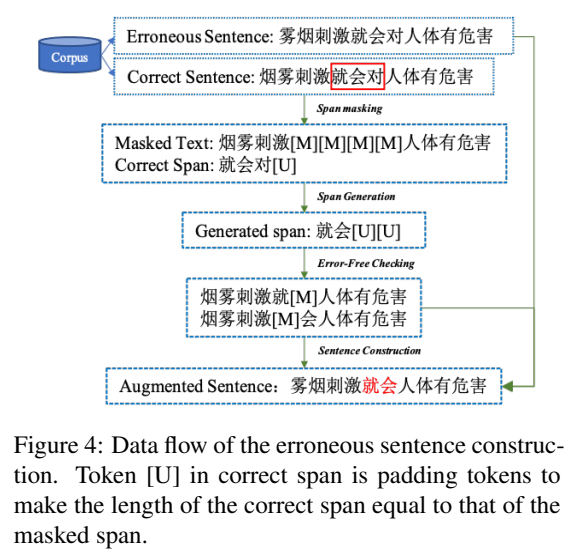 Corpus
Erroneous Sentence: 雾烟刺激就会对人体有危害
Correct Sentence: 烟雾刺激就会对人体有危害
Span masking
Masked Text: 烟雾刺激[M][M][M][M]人体有危害
Correct Span: 就会对[U]
Span Generation
Generated span: 就会[U][U]
Error-Free Checking
烟雾刺激就[M]人体有危害
烟雾刺激[M]会人体有危害
Sentence Construction
Augmented Sentence：雾烟刺激就会人体有危害
Figure 4: Data flow of the erroneous sentence construc-
tion. Token [U] in correct span is padding tokens to
make the length of the correct span equal to that of the
masked span.